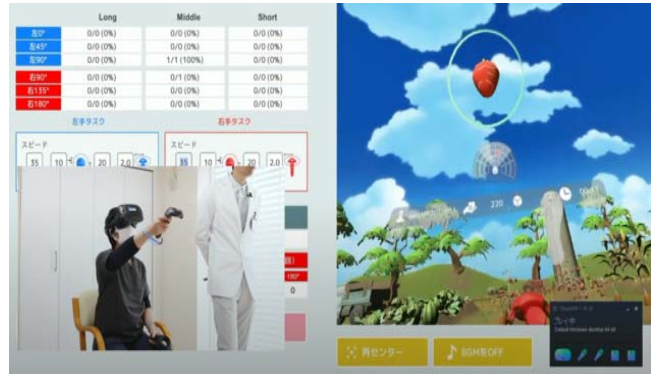 Long Middle Short
左0° 0/0 (0%) 0/0 (0%) 0/0 (0%)
左45° 0/0 (0%) 0/0 (0%) 0/0 (0%)
左90° 0/0 (0%) 1/1 (100%) 0/0 (0%)
右90° 0/0 (0%) 0/1 (0%) 0/0 (0%)
右135° 0/0 (0%) 0/0 (0%) 0/0 (0%)
右180° 0/0 (0%) 0/0 (0%) 0/0 (0%)
左手タスク 右手タスク
スピード スピード
35 10 20 2.0 35 10 20 2.0
180°
0
220
再センター
BGMをOFF
プレイ中